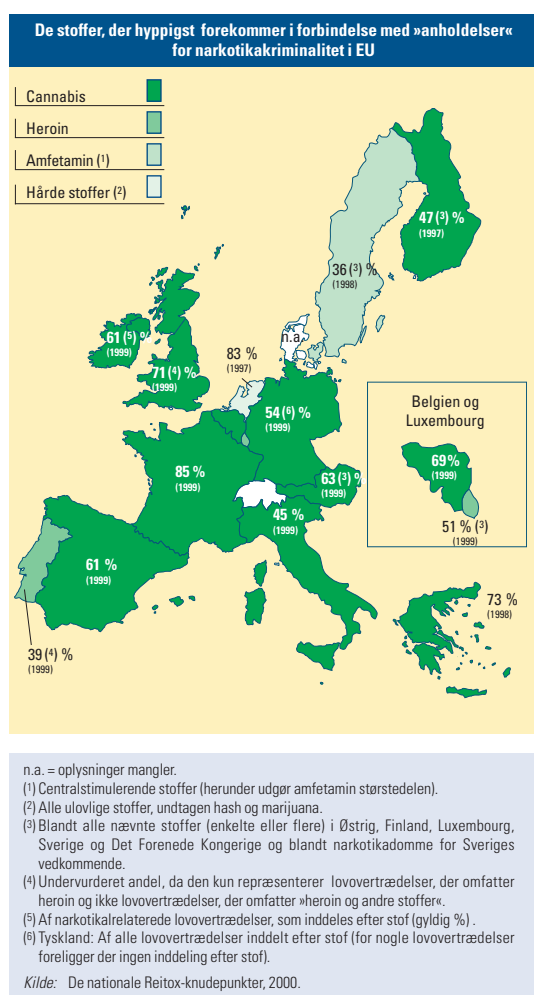 De stoffer, der hyppigst forekommer i forbindelse med »anholdelser«
for narkotikakriminalitet i EU
Cannabis
Heroin
Amfetamin (1)
Hårde stoffer (2)
47 (3) %
(1997)
36 (3) %
(1998)
n.a.
61 (5) %
(1999)
71 (4) %
(1999)
83 %
(1997)
54 (6) %
(1999)
85 %
(1999)
63 (3) %
(1999)
45 %
(1999)
61 %
(1999)
39 (4) %
(1999)
Belgien og
Luxembourg
69%
(1999)
51 % (3)
(1999)
73 %
(1998)
n.a. = oplysninger mangler.
(1) Centralstimulerende stoffer (herunder udgør amfetamin størstedelen).
(2) Alle ulovlige stoffer, undtagen hash og marijuana.
(3) Blandt alle nævnte stoffer (enkelte eller flere) i Østrig, Finland, Luxembourg,
Sverige og Det Forenede Kongerige og blandt narkotikadomme for Sveriges
vedkommende.
(4) Undervurderet andel, da den kun repræsenterer lovovertrædelser, der omfatter
heroin og ikke lovovertrædelser, der omfatter »heroin og andre stoffer«.
(5) Af narkotikalrelaterede lovovertrædelser, som inddeles efter stof (gyldig %) .
(6) Tyskland: Af alle lovovertrædelser inddelt efter stof (for nogle lovovertrædelser
foreligger der ingen inddeling efter stof).
Kilde: De nationale Reitox-knudepunkter, 2000.